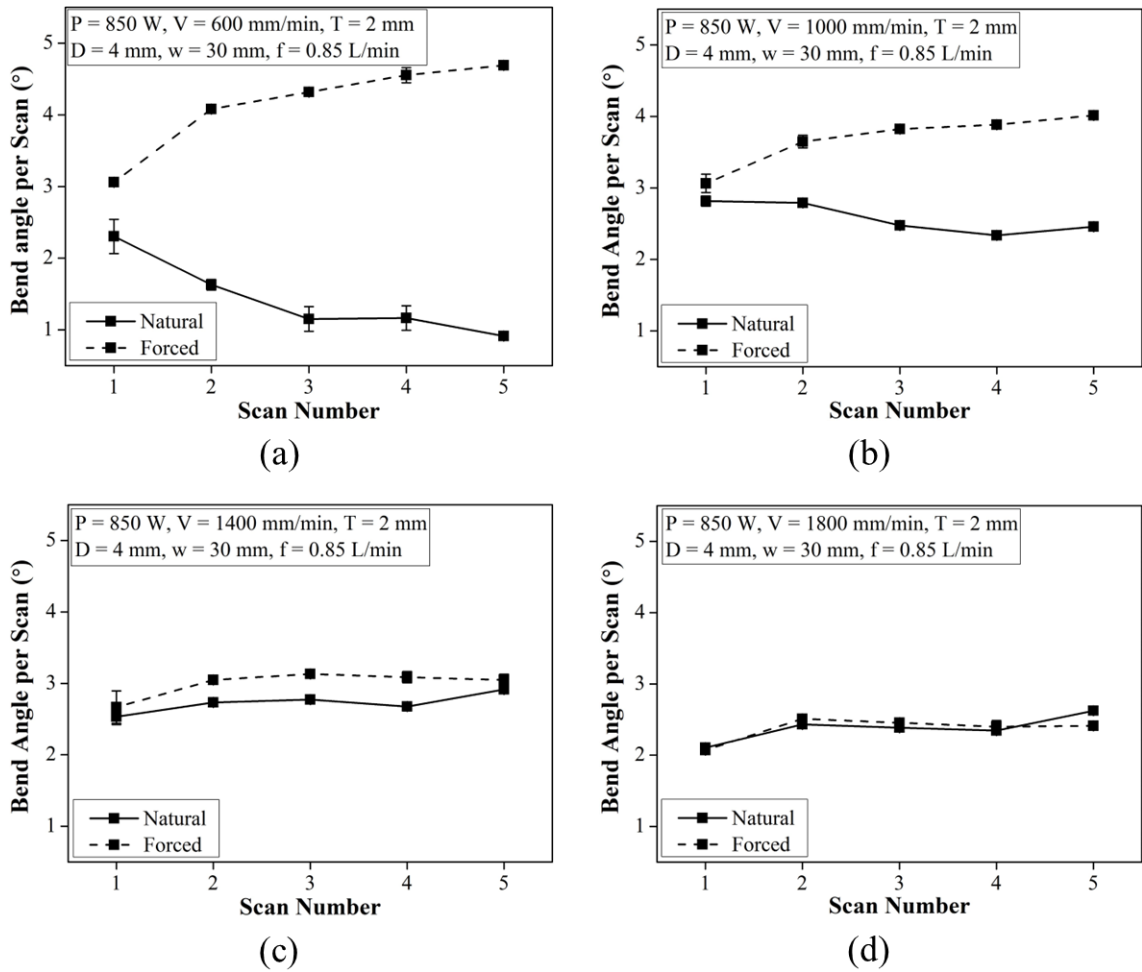 P = 850 W, V = 600 mm/min, T = 2 mm
D = 4 mm, w = 30 mm, f = 0.85 L/min
Bend angle per Scan (°)
5
4
3
2
1
Natural
Forced
1 2 3 4 5
Scan Number
(a)
P = 850 W, V = 1000 mm/min, T = 2 mm
D = 4 mm, w = 30 mm, f = 0.85 L/min
Bend Angle per Scan (°)
5
4
3
2
1
Natural
Forced
1 2 3 4 5
Scan Number
(b)
P = 850 W, V = 1400 mm/min, T = 2 mm
D = 4 mm, w = 30 mm, f = 0.85 L/min
Bend Angle per Scan (°)
5
4
3
2
1
Natural
Forced
1 2 3 4 5
Scan Number
(c)
P = 850 W, V = 1800 mm/min, T = 2 mm
D = 4 mm, w = 30 mm, f = 0.85 L/min
Bend Angle per Scan (°)
5
4
3
2
1
Natural
Forced
1 2 3 4 5
Scan Number
(d)